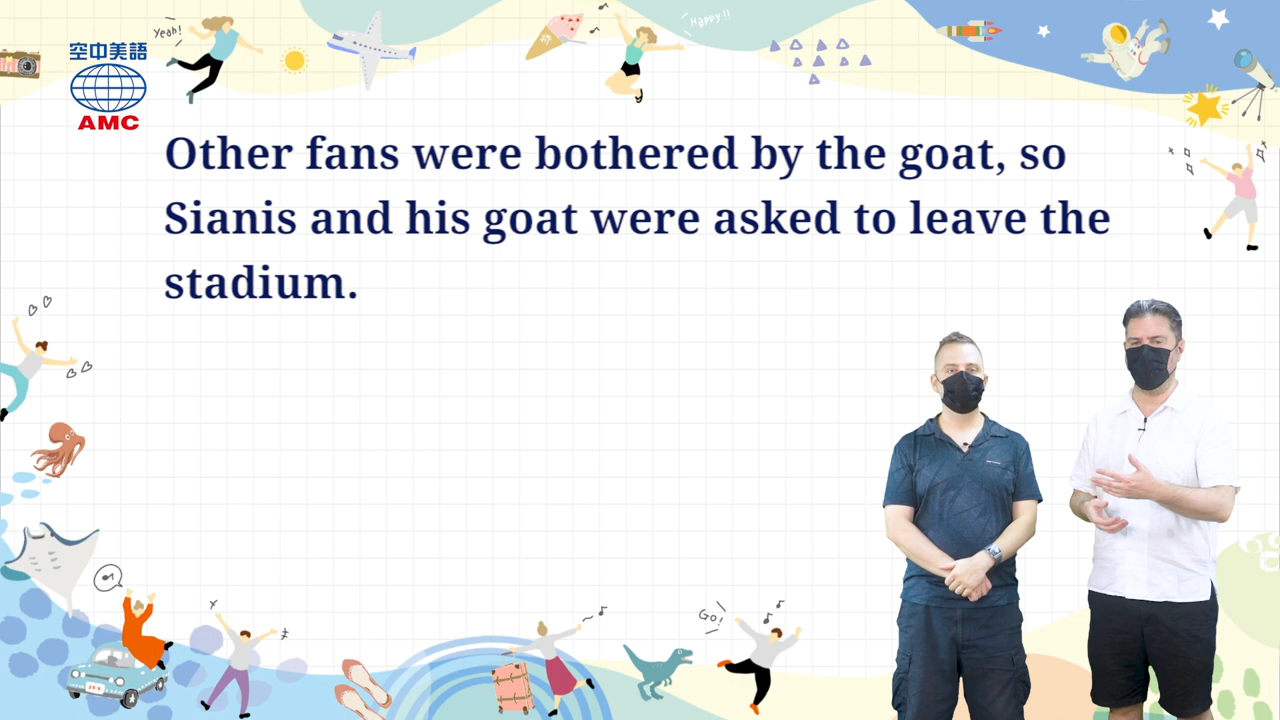 Yeah!
Happy!!
空中美語
AMC
Other fans were bothered by the goat, so
Sianis and his goat were asked to leave the
stadium.
Go!